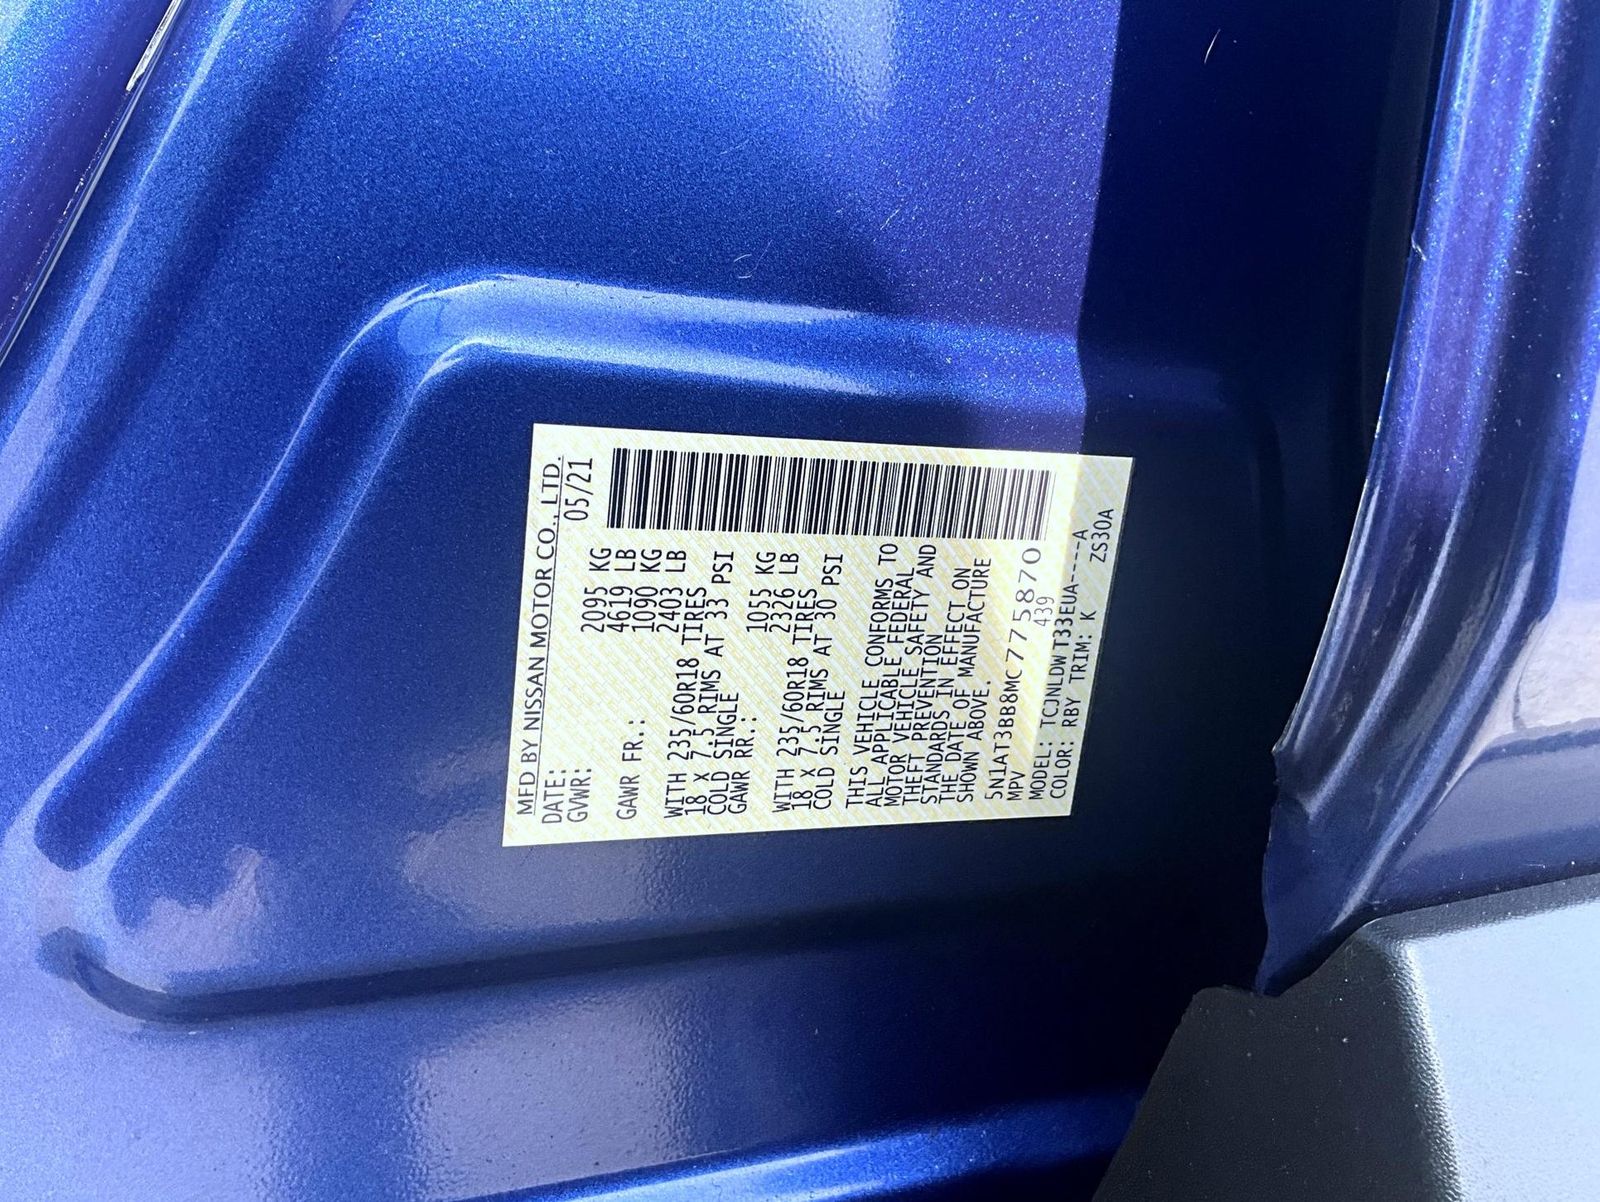 MFD BY NISSAN MOTOR CO., LTD.
DATE: 05/21
GVWR: 2095 KG
4619 LB
GAWR FR.: 1090 KG
2403 LB
WITH 235/60R18 TIRES
18 X 7.5 RIMS AT 33 PSI
COLD SINGLE
GAWR RR.: 1055 KG
2326 LB
WITH 235/60R18 TIRES
18 X 7.5 RIMS AT 30 PSI
COLD SINGLE
THIS VEHICLE CONFORMS TO
ALL APPLICABLE FEDERAL
MOTOR VEHICLE SAFETY AND
THEFT PREVENTION
STANDARDS IN EFFECT ON
THE DATE OF MANUFACTURE
SHOWN ABOVE.
5N1AT3BB8MC775870
MPV 439
MODEL: TCJNLDW T33EUA-----A
COLOR: RBY TRIM: K ZS30A